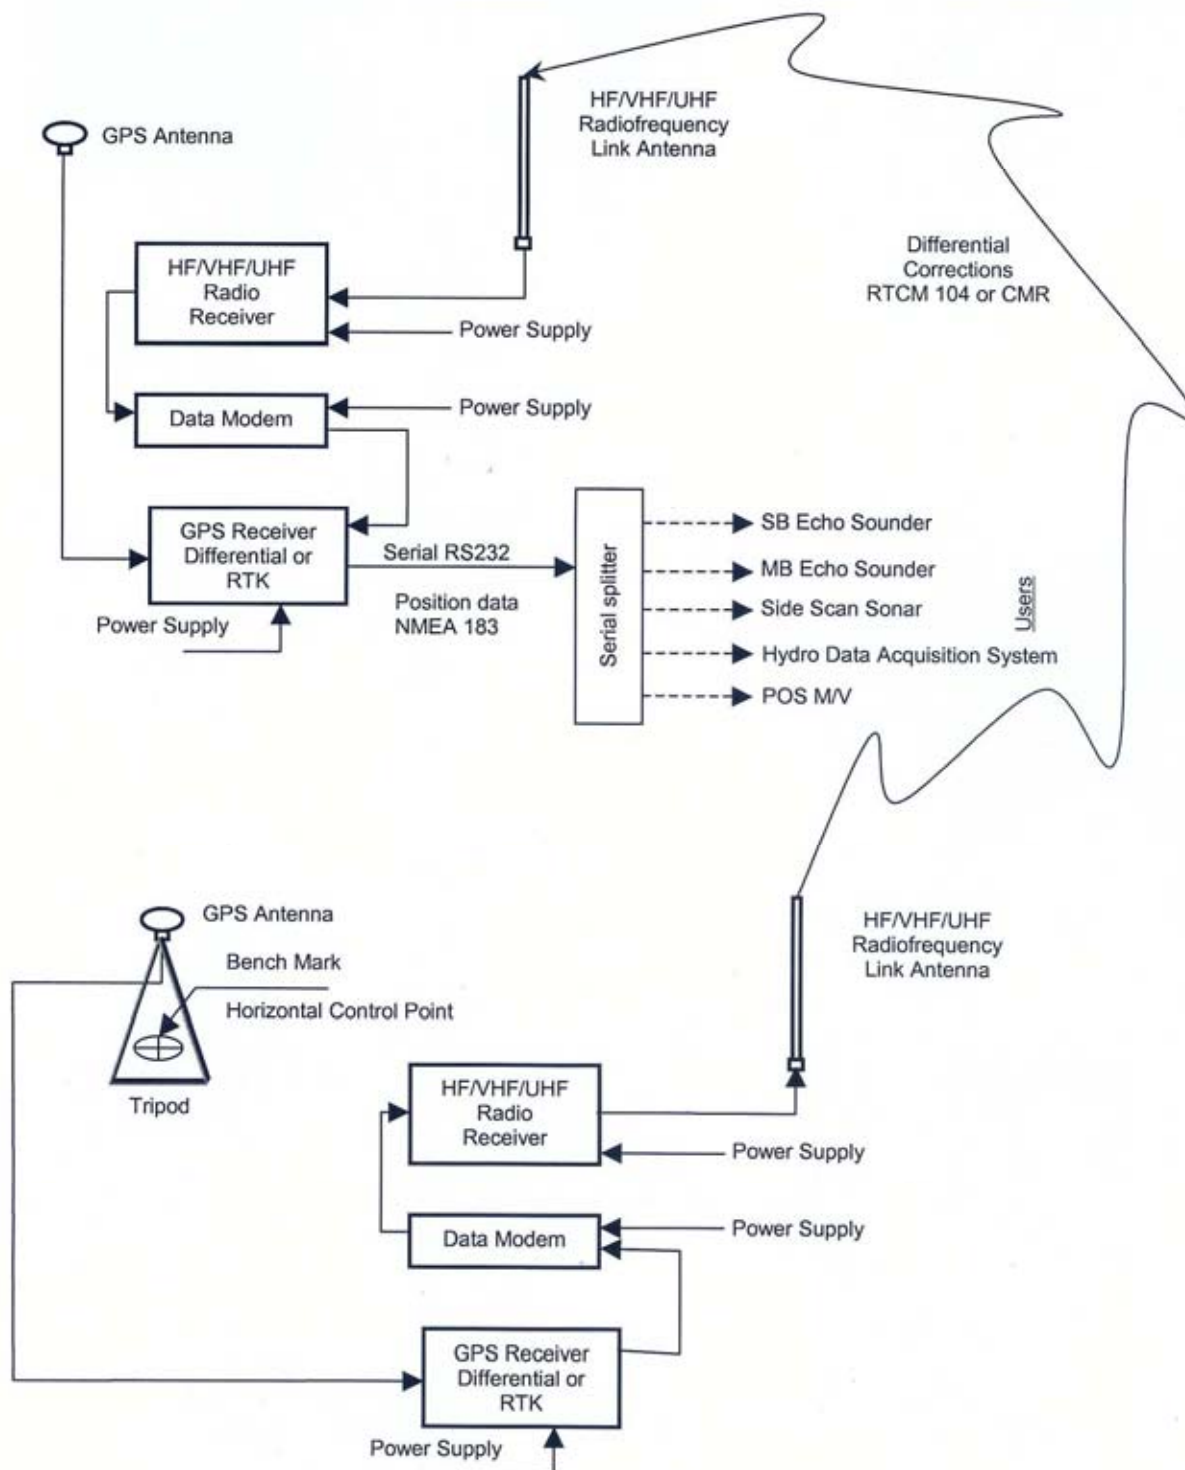 GPS Antenna
HF/VHF/UHF
Radiofrequency
Link Antenna
Differential
Corrections
RTCM 104 or CMR
HF/VHF/UHF
Radio
Receiver
Power Supply
Data Modem
Power Supply
GPS Receiver
Differential or
RTK
Power Supply
Serial RS232
Position data
NMEA 183
Serial splitter
SB Echo Sounder
MB Echo Sounder
Side Scan Sonar
Hydro Data Acquisition System
POS M/V
Users
GPS Antenna
Bench Mark
Horizontal Control Point
Tripod
HF/VHF/UHF
Radiofrequency
Link Antenna
HF/VHF/UHF
Radio
Receiver
Power Supply
Data Modem
Power Supply
GPS Receiver
Differential or
RTK
Power Supply